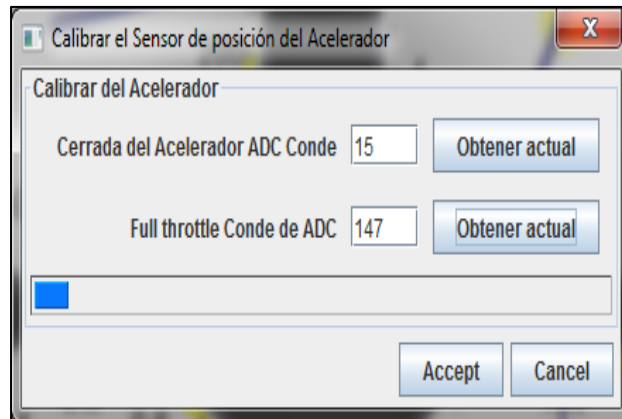 Calibrar el Sensor de posición del Acelerador
X
Calibrar del Acelerador
Cerrada del Acelerador ADC Conde 15 Obtener actual
Full throttle Conde de ADC 147 Obtener actual
Accept Cancel